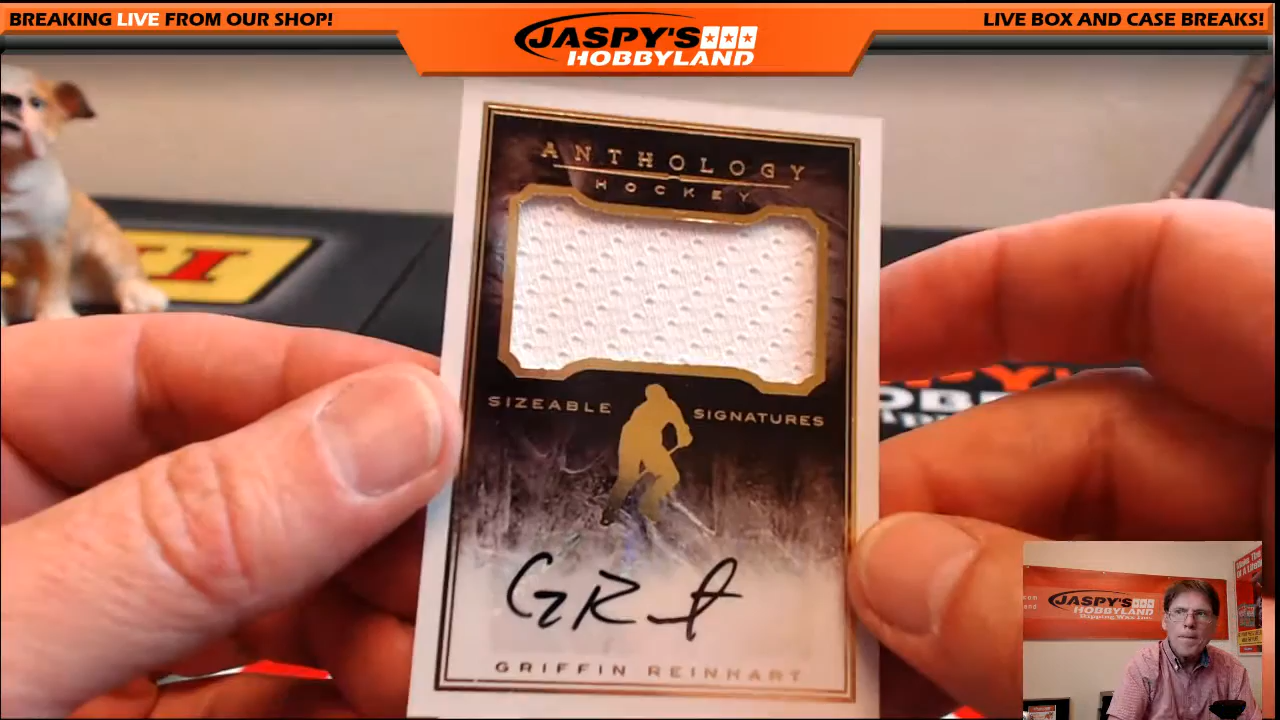 BREAKING LIVE FROM OUR SHOP!
JASPY'S
HOBBYLAND
LIVE BOX AND CASE BREAKS!
ANTHOLOGY
HOCKEY
SIZEABLE SIGNATURES
GRIFFIN REINHART
JASPY'S
HOBBYLAND